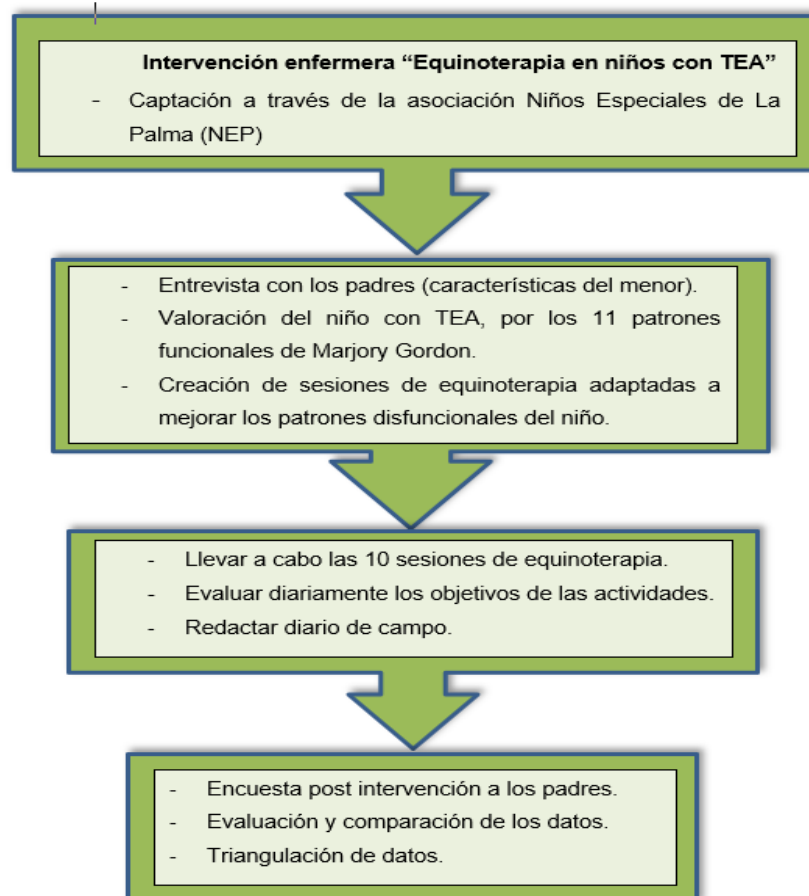 Intervención enfermera “Equinoterapia en niños con TEA”
- Captación a través de la asociación Niños Especiales de La
Palma (NEP)
- Entrevista con los padres (características del menor).
- Valoración del niño con TEA, por los 11 patrones
funcionales de Marjory Gordon.
- Creación de sesiones de equinoterapia adaptadas a
mejorar los patrones disfuncionales del niño.
- Llevar a cabo las 10 sesiones de equinoterapia.
- Evaluar diariamente los objetivos de las actividades.
- Redactar diario de campo.
- Encuesta post intervención a los padres.
- Evaluación y comparación de los datos.
- Triangulación de datos.